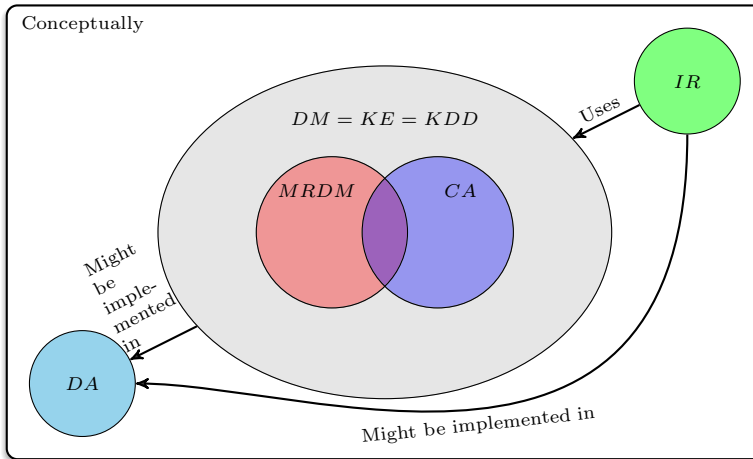 Conceptually
IR
Uses
DM = KE = KDD
MRDM
CA
Might
be
imple-
mented
in
DA
Might be implemented in